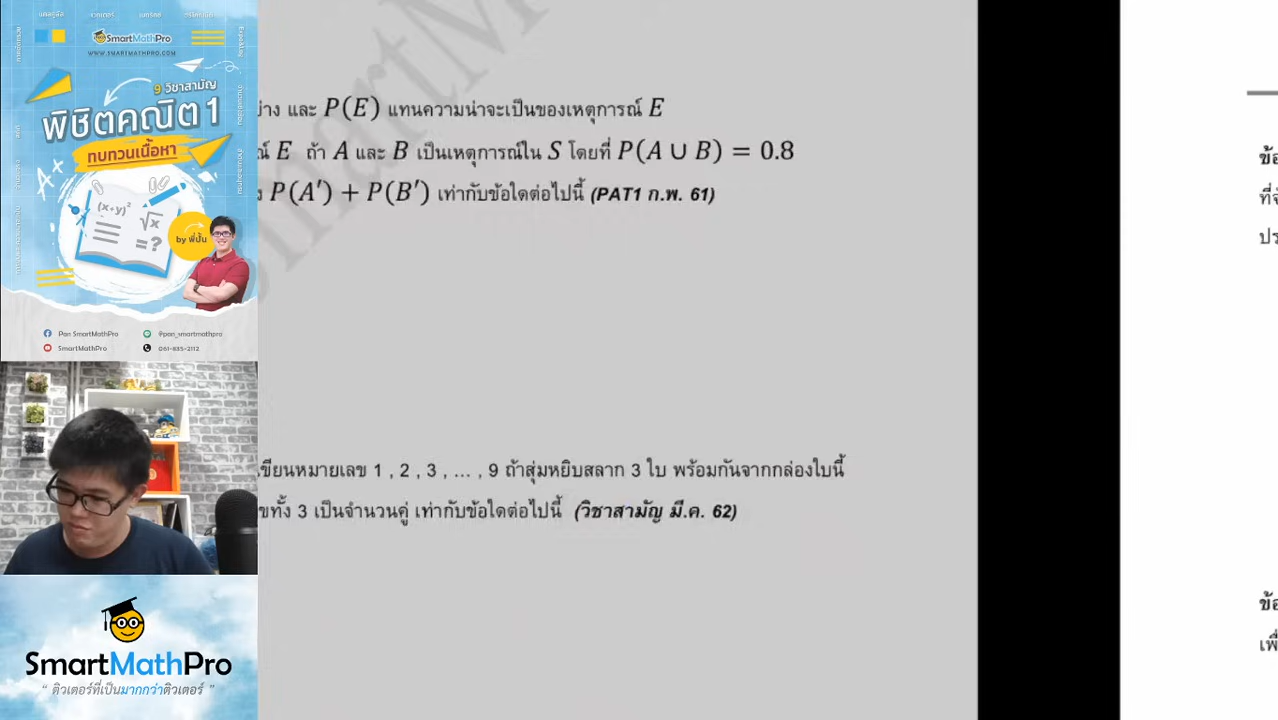 SmartMathPro
WWW.SMARTMATHPRO.COM
9 วิชาสามัญ
พิชิตคณิต 1
ทบทวนเนื้อหา
A+
(x+y)²
√x
=?
by พี่ปั้น
Pan SmartMathPro
@pan_smartmathpro
SmartMathPro
061-835-2112
SmartMathPro
" ติวเตอร์ที่เป็นมากกว่าติวเตอร์ "
SmartM
และ P(E) แทนความน่าจะเป็นของเหตุการณ์ E
E ถ้า A และ B เป็นเหตุการณ์ใน S โดยที่ P(A ∪ B) = 0.8
P(A′) + P(B′) เท่ากับข้อใดต่อไปนี้ (PAT1 ก.พ. 61)
เขียนหมายเลข 1 , 2 , 3 , … , 9 ถ้าสุ่มหยิบสลาก 3 ใบ พร้อมกันจากกล่องใบนี้
ขทั้ง 3 เป็นจำนวนคู่ เท่ากับข้อใดต่อไปนี้ (วิชาสามัญ มี.ค. 62)